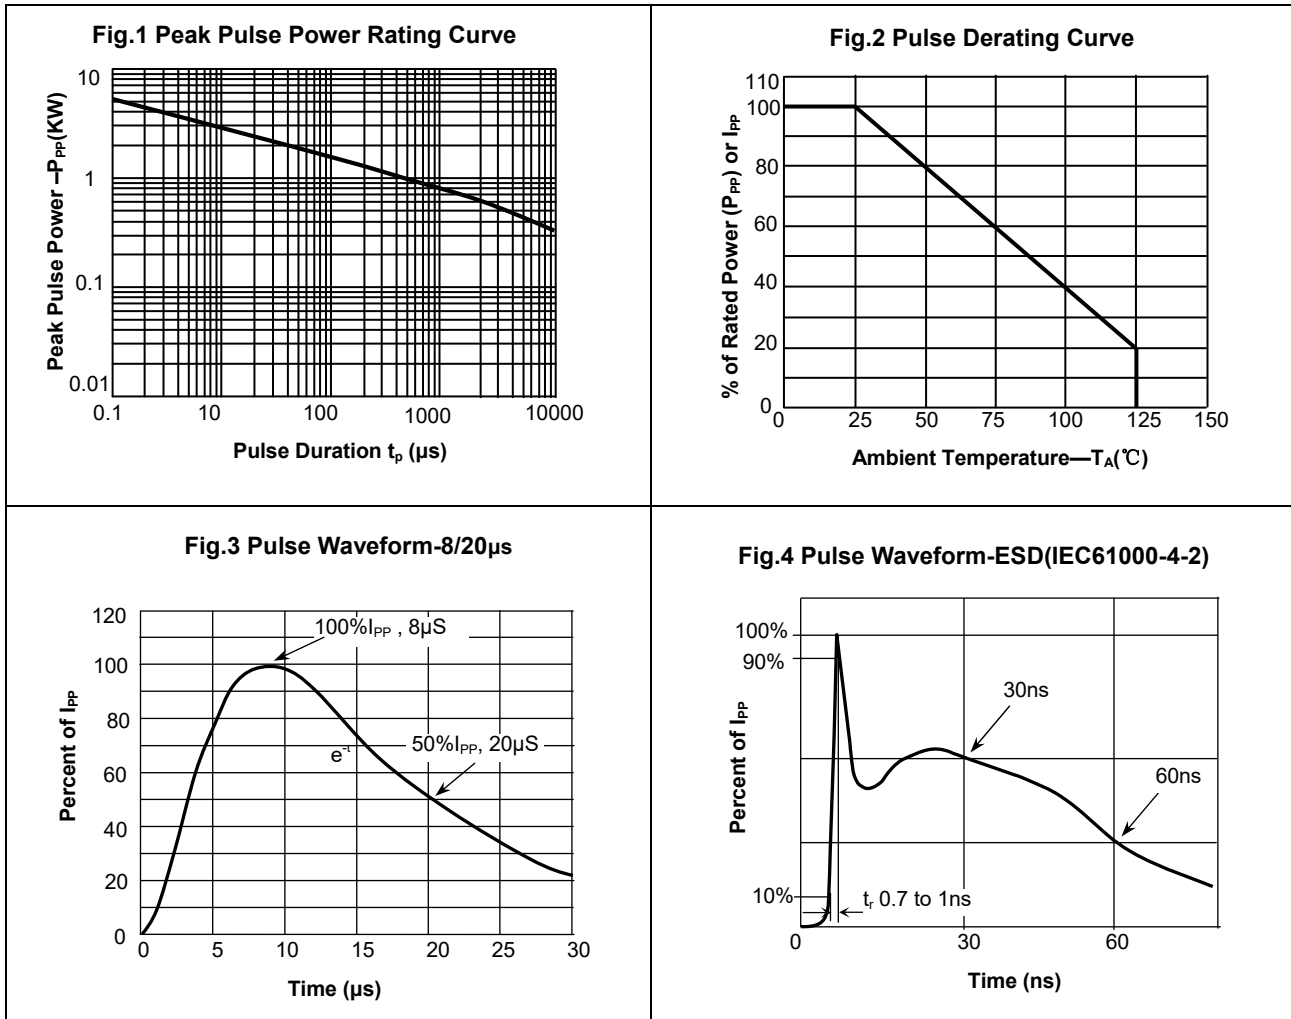 Fig.1 Peak Pulse Power Rating Curve
Peak Pulse Power –PPP(KW)
10
1
0.1
0.01
0.1 10 100 1000 10000
Pulse Duration tp (µs)
Fig.2 Pulse Derating Curve
% of Rated Power (PPP) or IPP
110
100
80
60
40
20
0
0 25 50 75 100 125 150
Ambient Temperature—TA(℃)
Fig.3 Pulse Waveform-8/20µs
Percent of IPP
120
100
80
60
40
20
0
100%IPP , 8µS
50%IPP, 20µS
e-t
0 5 10 15 20 25 30
Time (µs)
Fig.4 Pulse Waveform-ESD(IEC61000-4-2)
Percent of IPP
100%
90%
10%
30ns
60ns
tr 0.7 to 1ns
0 30 60
Time (ns)